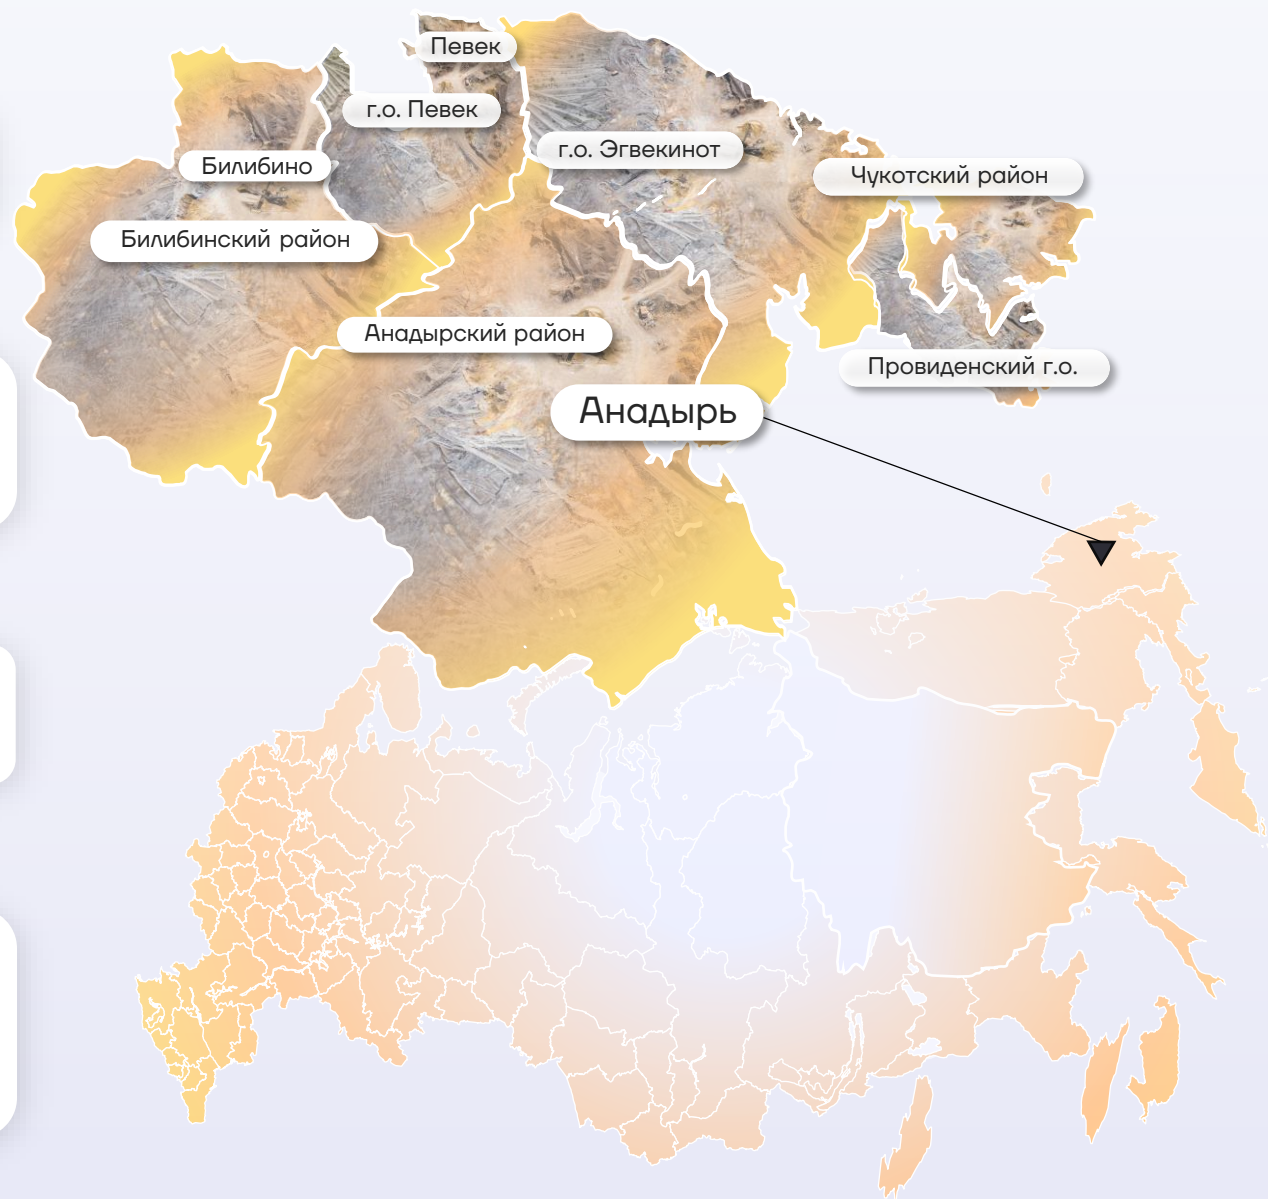 Певек
г.о. Певек
г.о. Эгвекинот
Билибино
Чукотский район
Билибинский район
Анадырский район
Провиденский г.о.
Анадырь